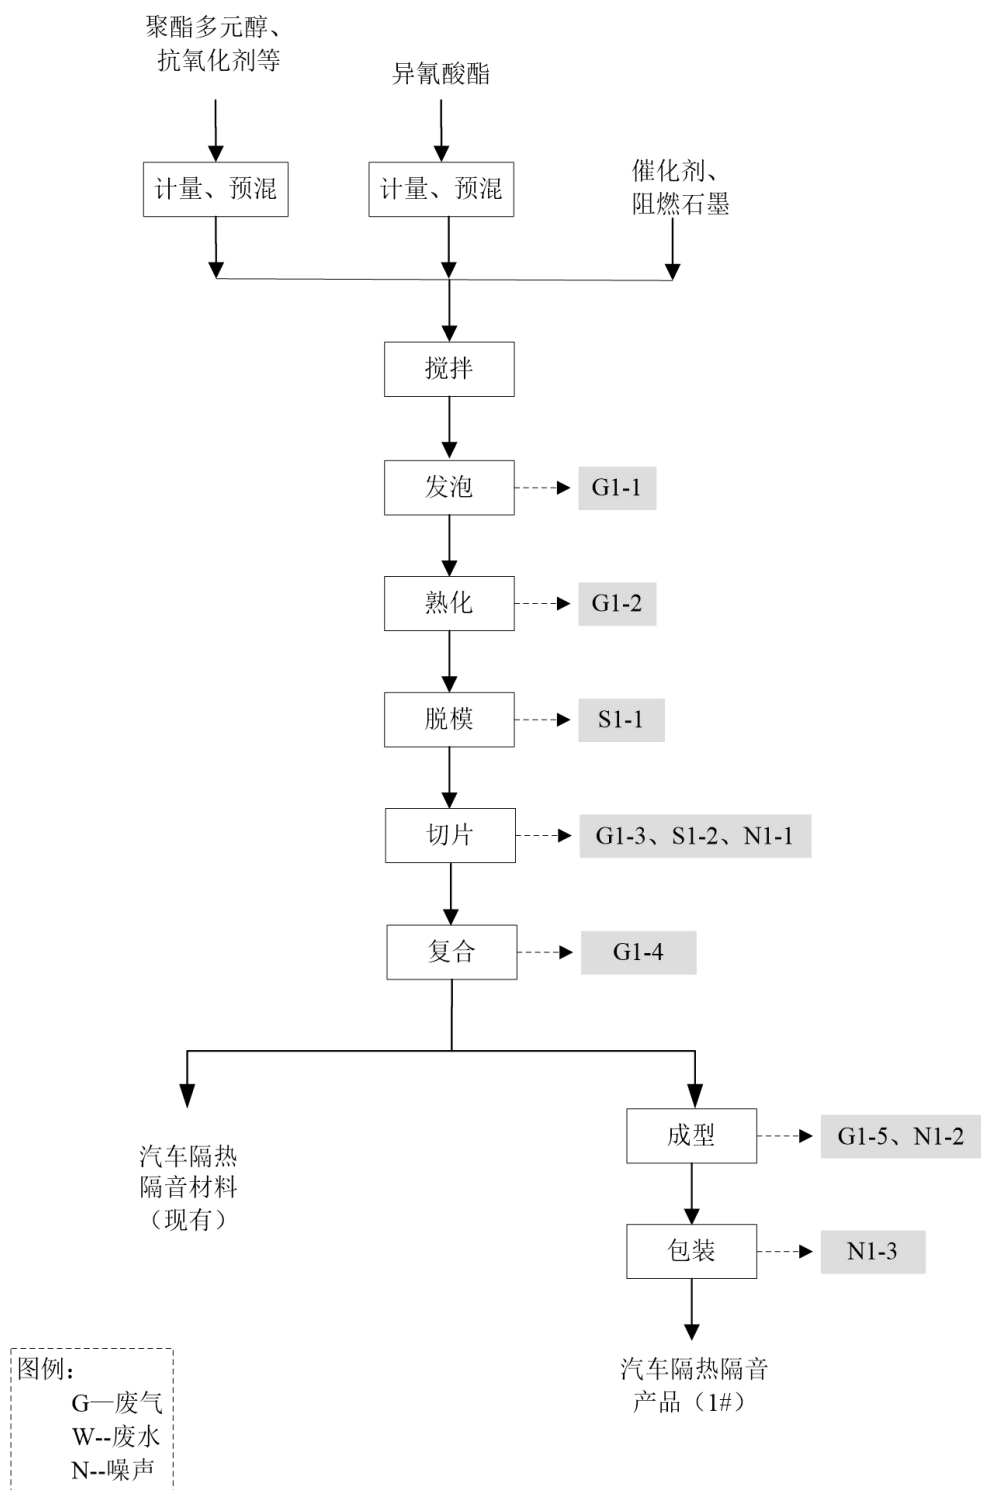 聚酯多元醇、
抗氧化剂等
异氰酸酯
计量、预混
计量、预混
催化剂、
阻燃石墨
搅拌
发泡
G1-1
熟化
G1-2
脱模
S1-1
切片
G1-3、S1-2、N1-1
复合
G1-4
汽车隔热
隔音材料
（现有）
成型
G1-5、N1-2
包装
N1-3
汽车隔热隔音
产品（1#）
图例：
G—废气
W--废水
N--噪声